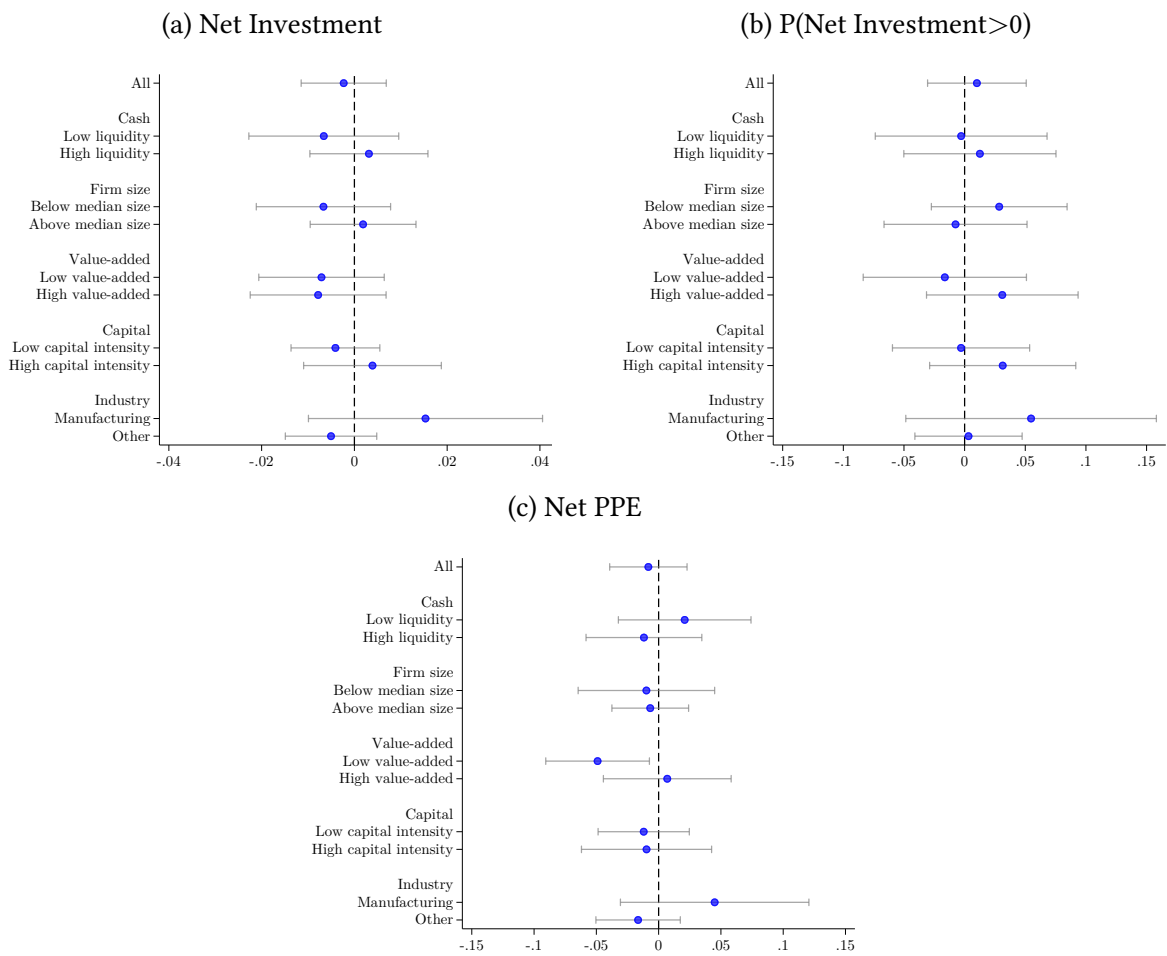 (a) Net Investment
All
Cash
Low liquidity
High liquidity
Firm size
Below median size
Above median size
Value-added
Low value-added
High value-added
Capital
Low capital intensity
High capital intensity
Industry
Manufacturing
Other
-.04 -.02 0 .02 .04
(b) P(Net Investment>0)
All
Cash
Low liquidity
High liquidity
Firm size
Below median size
Above median size
Value-added
Low value-added
High value-added
Capital
Low capital intensity
High capital intensity
Industry
Manufacturing
Other
-.15 -.1 -.05 0 .05 .1 .15
(c) Net PPE
All
Cash
Low liquidity
High liquidity
Firm size
Below median size
Above median size
Value-added
Low value-added
High value-added
Capital
Low capital intensity
High capital intensity
Industry
Manufacturing
Other
-.15 -.1 -.05 0 .05 .1 .15